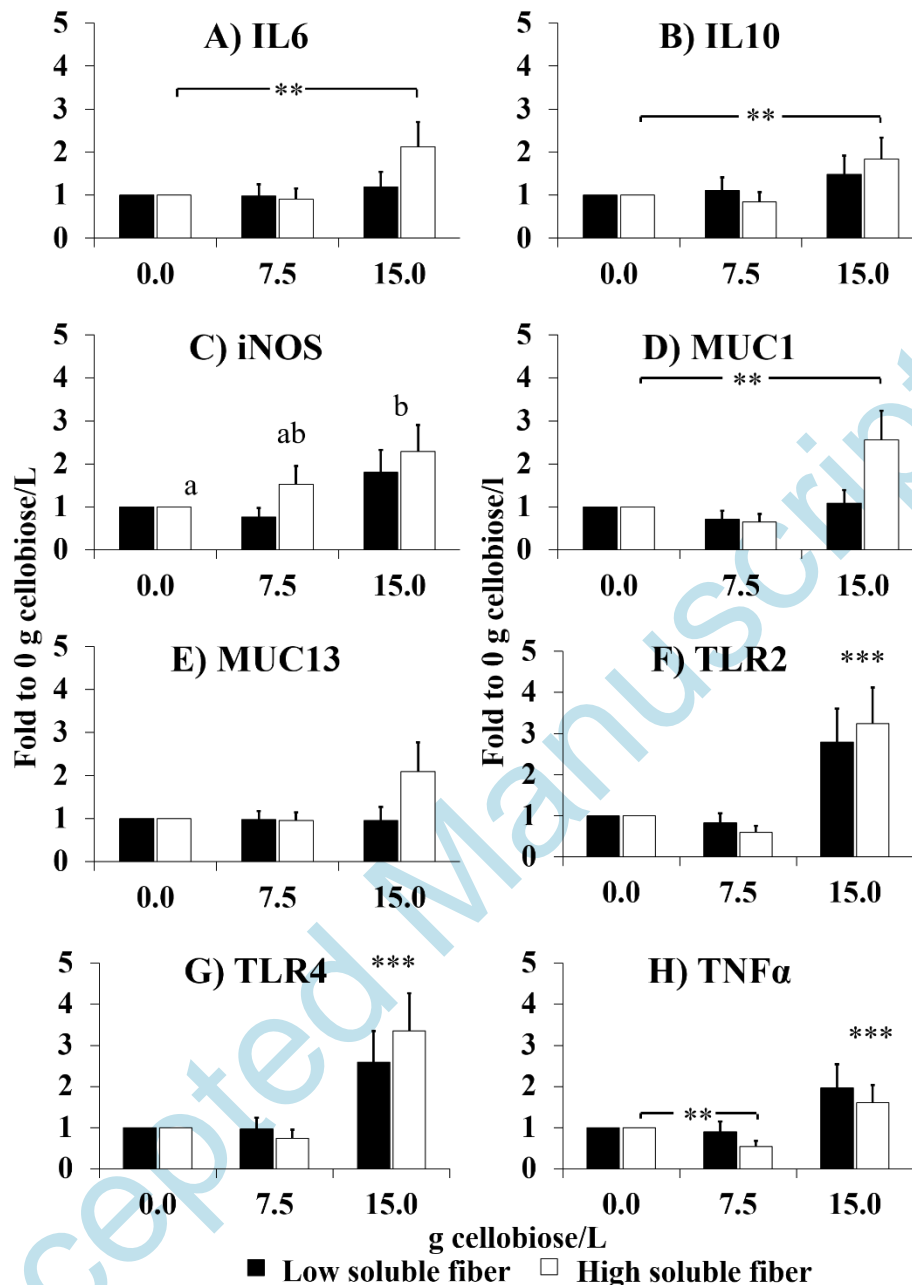 A) IL6
5
4
3
2
1
0
**
0.0 7.5 15.0
B) IL10
5
4
3
2
1
0
**
0.0 7.5 15.0
C) iNOS
5
4
3
2
1
0
a
ab
b
0.0 7.5 15.0
D) MUC1
5
4
3
2
1
0
**
0.0 7.5 15.0
Fold to 0 g cellobiose/L
Fold to 0 g cellobiose/l
E) MUC13
5
4
3
2
1
0
0.0 7.5 15.0
F) TLR2
5
4
3
2
1
0
***
0.0 7.5 15.0
G) TLR4
5
4
3
2
1
0
***
0.0 7.5 15.0
H) TNFα
5
4
3
2
1
0
**
***
0.0 7.5 15.0
g cellobiose/L
Low soluble fiber High soluble fiber
cepted Manuscript